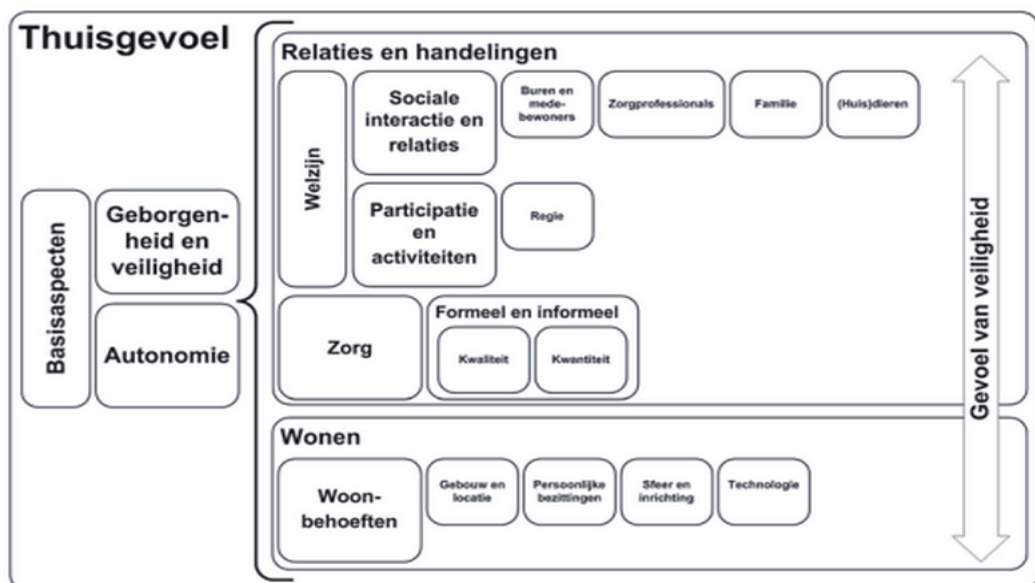 Thuisgevoel
Basisaspecten
Geborgen-
heid en
veiligheid
Autonomie
Relaties en handelingen
Welzijn
Sociale
interactie en
relaties
Buren en
mede-
bewoners
Zorgprofessionals
Familie
(Huis)dieren
Participatie
en
activiteiten
Regie
Zorg
Formeel en informeel
Kwaliteit
Kwantiteit
Wonen
Woon-
behoeften
Gebouw en
locatie
Persoonlijke
bezittingen
Sfeer en
inrichting
Technologie
Gevoel van veiligheid